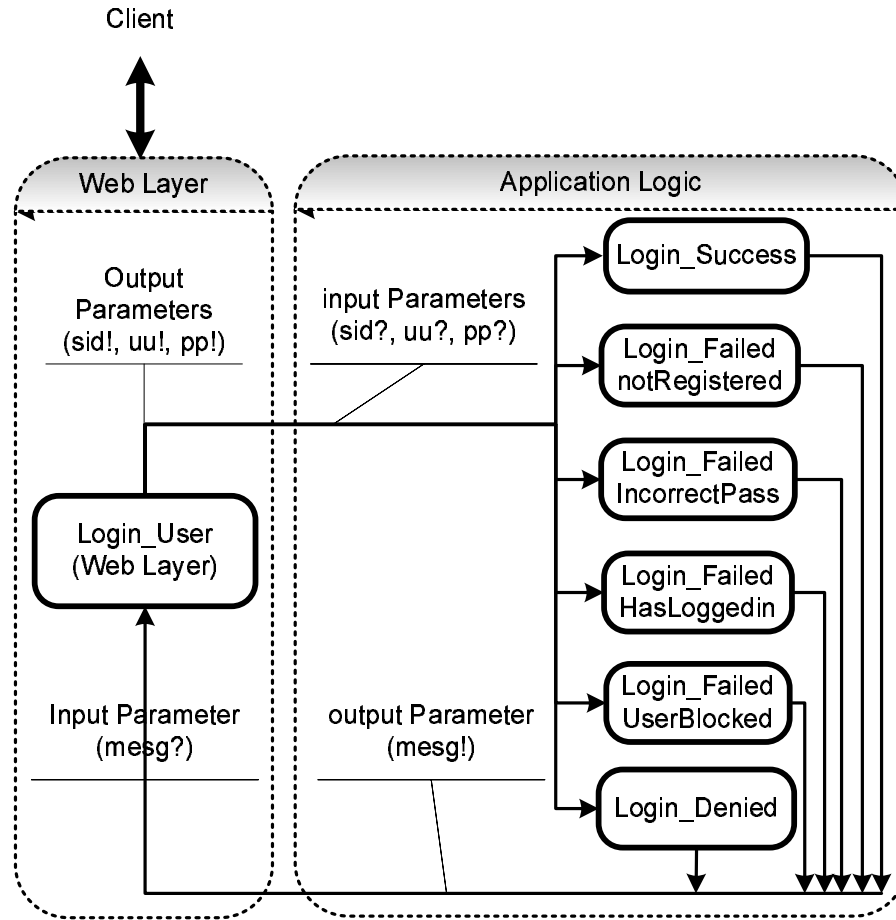 Client
Web Layer
Application Logic
Output
Parameters
(sid!, uu!, pp!)
input Parameters
(sid?, uu?, pp?)
Login_Success
Login_Failed
notRegistered
Login_Failed
IncorrectPass
Login_User
(Web Layer)
Login_Failed
HasLoggedin
Login_Failed
UserBlocked
Input Parameter
(mesg?)
output Parameter
(mesg!)
Login_Denied